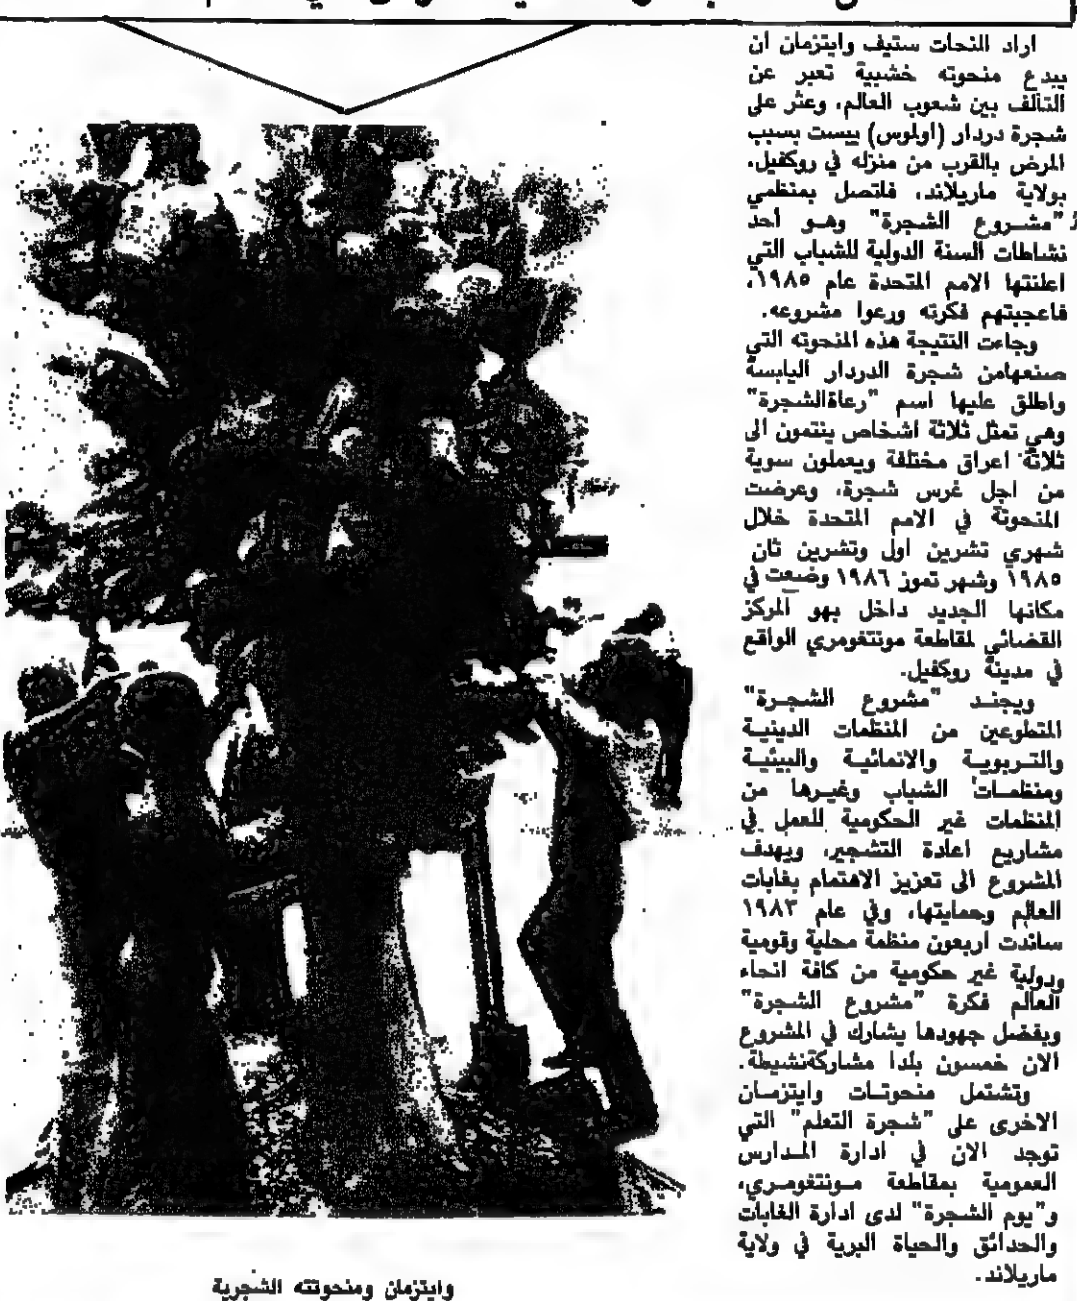 اراد النحات ستيف وايتزمان ان
يبدع منحوته خشبية تعبر عن
التآلف بين شعوب العالم، وعثر على
شجرة دردار (اولموس) يبست بسبب
المرض بالقرب من منزله في روكفيل،
بولاية ماريلاند، فاتصل بمنظمي
"مشروع الشجرة" وهو أحد
نشاطات السنة الدولية للشباب التي
اعلنتها الامم المتحدة عام ١٩٨٥،
فاعجبتهم فكرته ورعوا مشروعه.
وجاءت النتيجة هذه المنحوته التي
صنعهامن شجرة الدردار اليابسة
واطلق عليها اسم "رعاةالشجرة"
وهي تمثل ثلاثة اشخاص ينتمون الى
ثلاثة اعراق مختلفة ويعملون سوية
من اجل غرس شجرة، وعرضت
المنحوتة في الامم المتحدة خلال
شهري تشرين اول وتشرين ثان
١٩٨٥ وشهر تموز ١٩٨٦ وضعت في
مكانها الجديد داخل بهو المركز
القضائي لمقاطعة مونتغومري الواقع
في مدينة روكفيل.
ويجند "مشروع الشجرة"
المتطوعين من المنظمات الدينية
والتربوية والانمائية والبيئية
ومنظمات الشباب وغيرها من
المنظمات غير الحكومية للعمل في
مشاريع اعادة التشجير، ويهدف
المشروع الى تعزيز الاهتمام بغابات
العالم وحمايتها، وفي عام ١٩٨٣
ساندت اربعون منظمة محلية وقومية
ودولية غير حكومية من كافة انحاء
العالم فكرة "مشروع الشجرة"
وبفضل جهودها يشارك في المشروع
الان خمسون بلدا مشاركةنشيطة.
وتشتمل منحوتات وايتزمان
الاخرى على "شجرة التعلم" التي
توجد الان في ادارة المدارس
العمومية بمقاطعة مونتغومري،
و"يوم الشجرة" لدى ادارة الغابات
والحدائق والحياة البرية في ولاية
ماريلاند.
وايتزمان ومنحوتته الشجرية